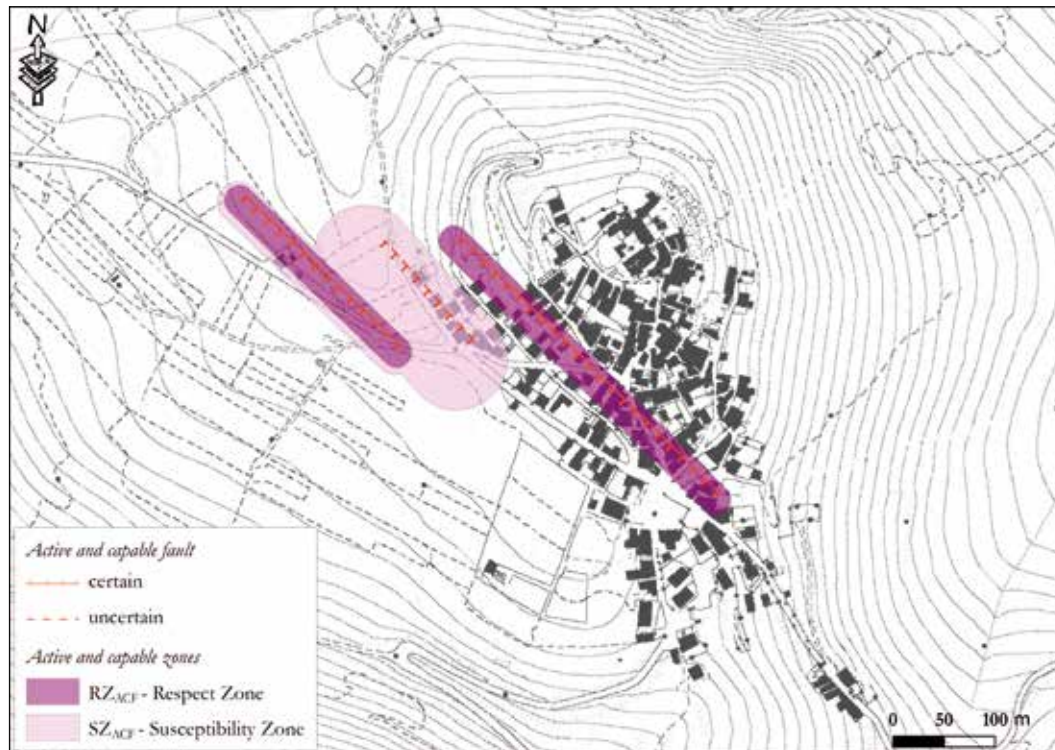 N
Active and capable fault
certain
uncertain
Active and capable zones
RZACF - Respect Zone
SZACF - Susceptibility Zone
0 50 100 m